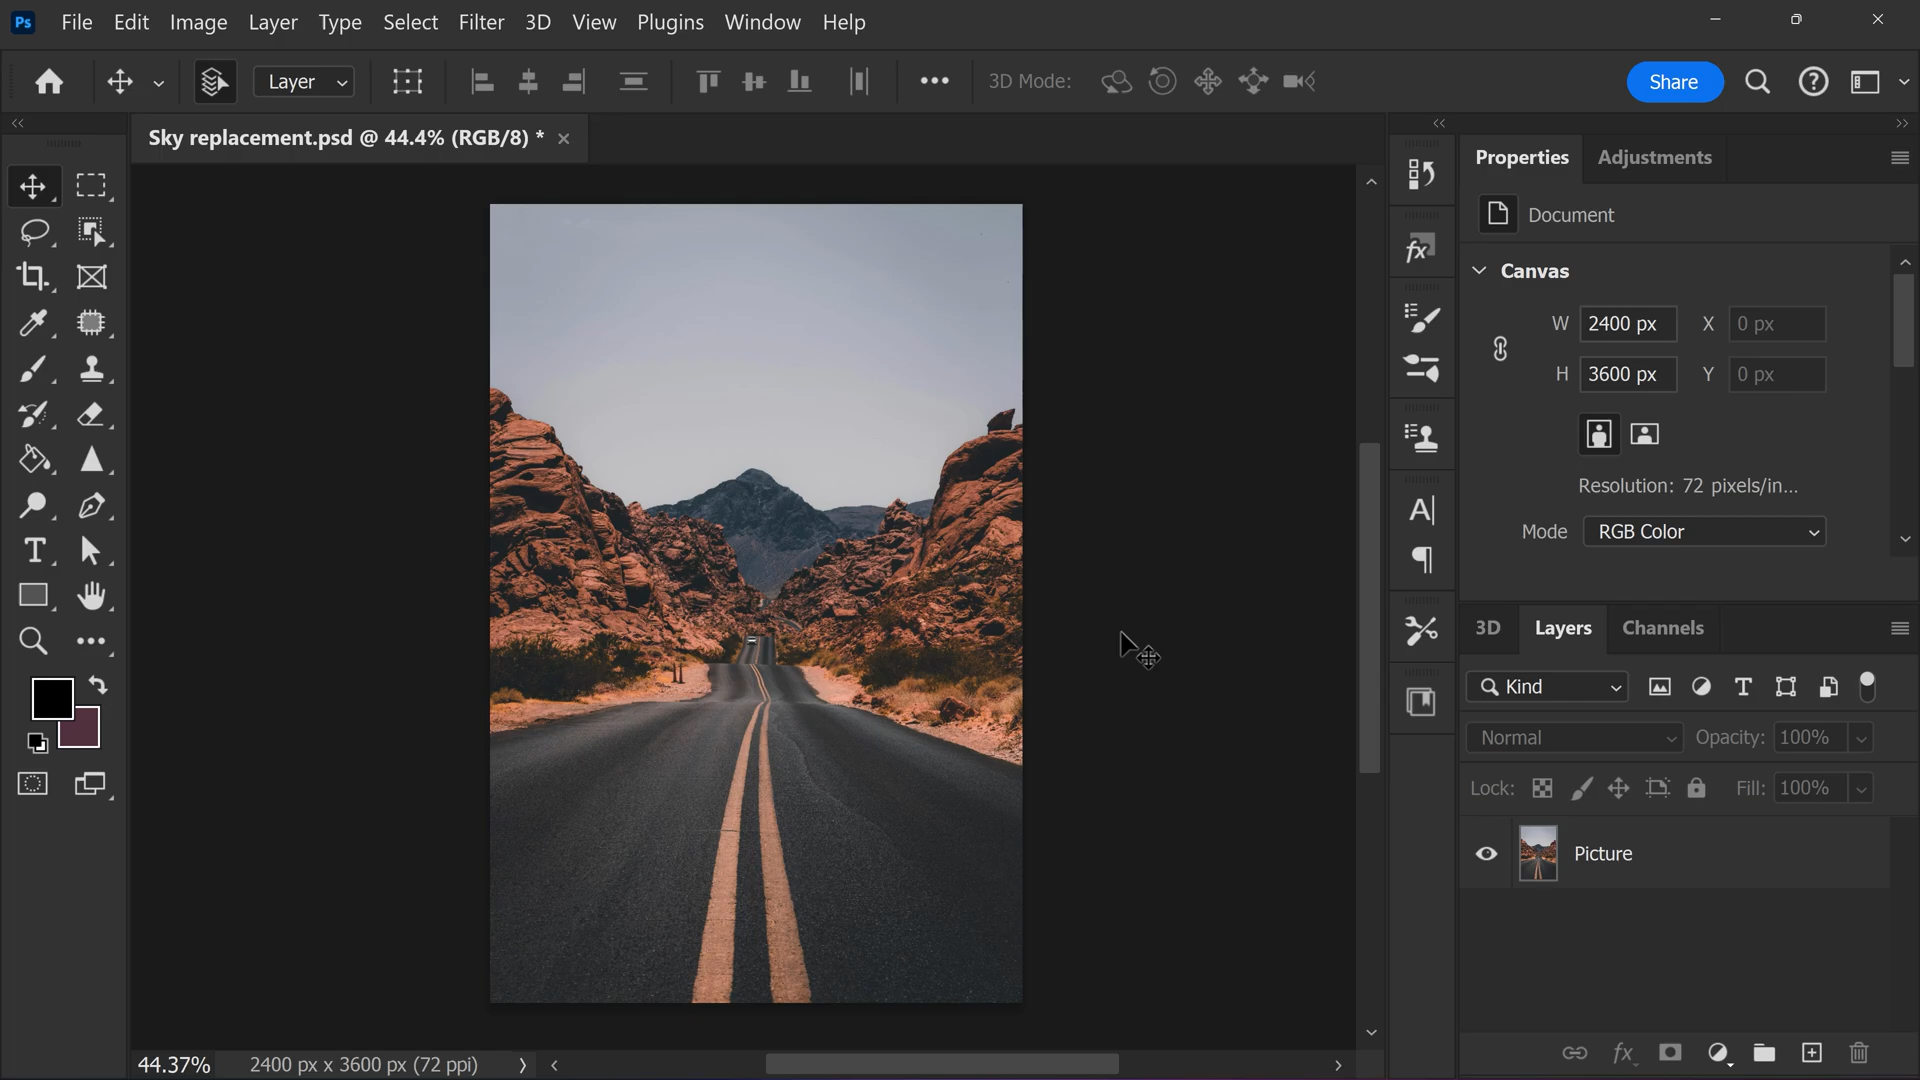 Ps File Edit Image Layer Type Select Filter 3D View Plugins Window Help
Layer 3D Mode: Share
Sky replacement.psd @ 44.4% (RGB/8) *
Properties Adjustments
Document
Canvas
W 2400 px X 0 px
H 3600 px Y 0 px
Resolution: 72 pixels/in...
Mode RGB Color
3D Layers Channels
Kind
Normal Opacity: 100%
Lock: Fill: 100%
Picture
44.37% 2400 px x 3600 px (72 ppi)